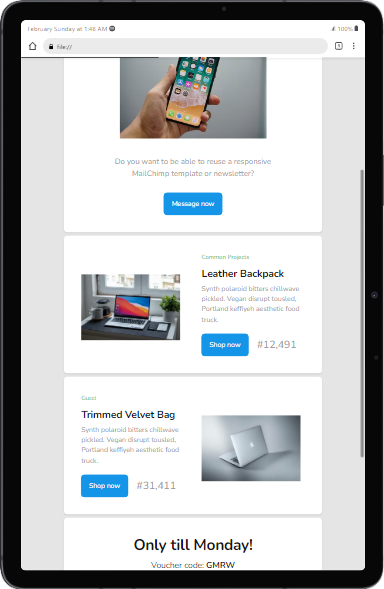 February Sunday at 1:48 AM
100%
file://
1
Do you want to be able to reuse a responsive
MailChimp template or newsletter?
Message now
Common Projects
Leather Backpack
Synth polaroid bitters chillwave
pickled. Vegan disrupt tousled,
Portland keffiyeh aesthetic food
truck.
Shop now #12,491
Gucci
Trimmed Velvet Bag
Synth polaroid bitters chillwave
pickled. Vegan disrupt tousled,
Portland keffiyeh aesthetic food
truck.
Shop now #31,411
Only till Monday!
Voucher code: GMRW